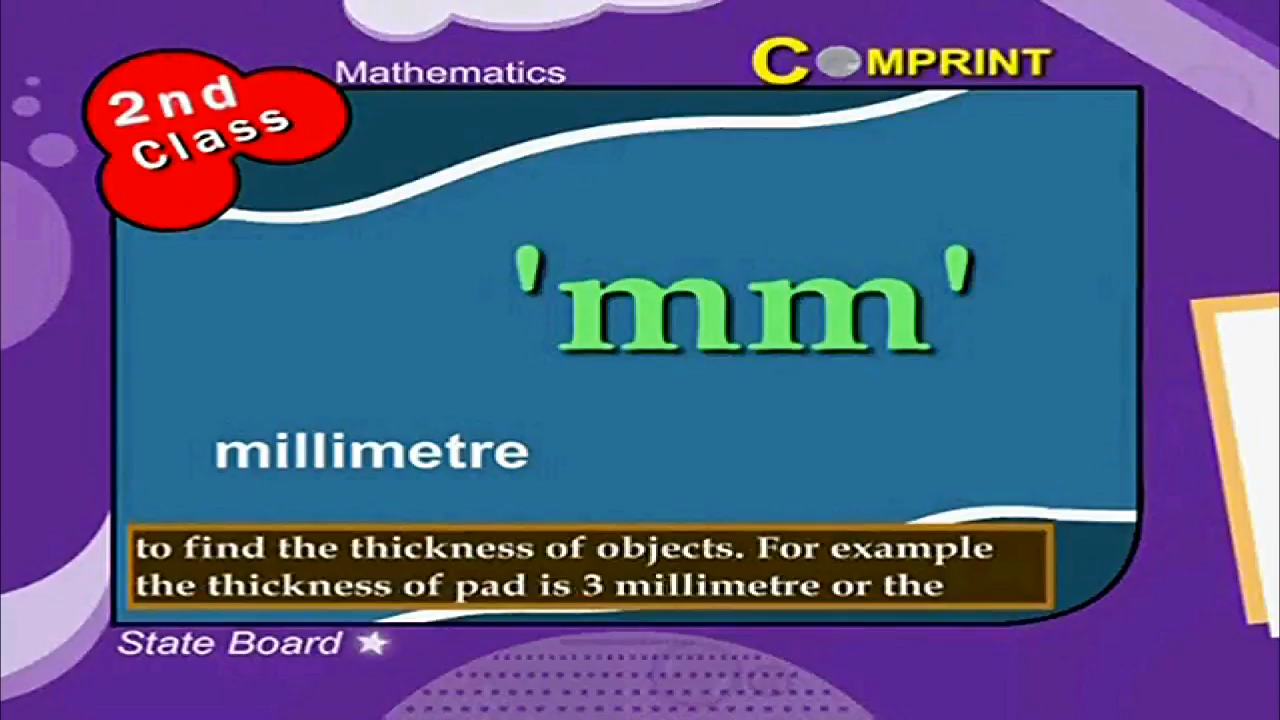 Mathematics
COMPRINT
2nd
Class
'mm'
millimetre
to find the thickness of objects. For example
the thickness of pad is 3 millimetre or the
State Board